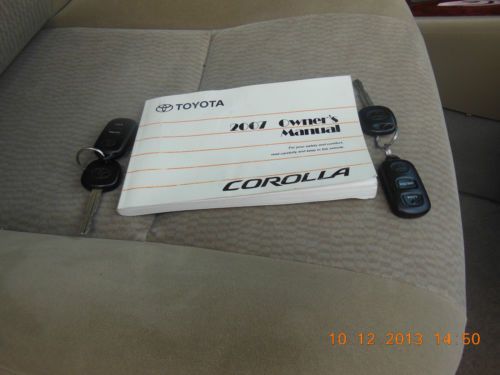 TOYOTA
2007 Owner's
Manual
For your safety and comfort,
read carefully and keep in the vehicle.
COROLLA
10 12 2013 14:50